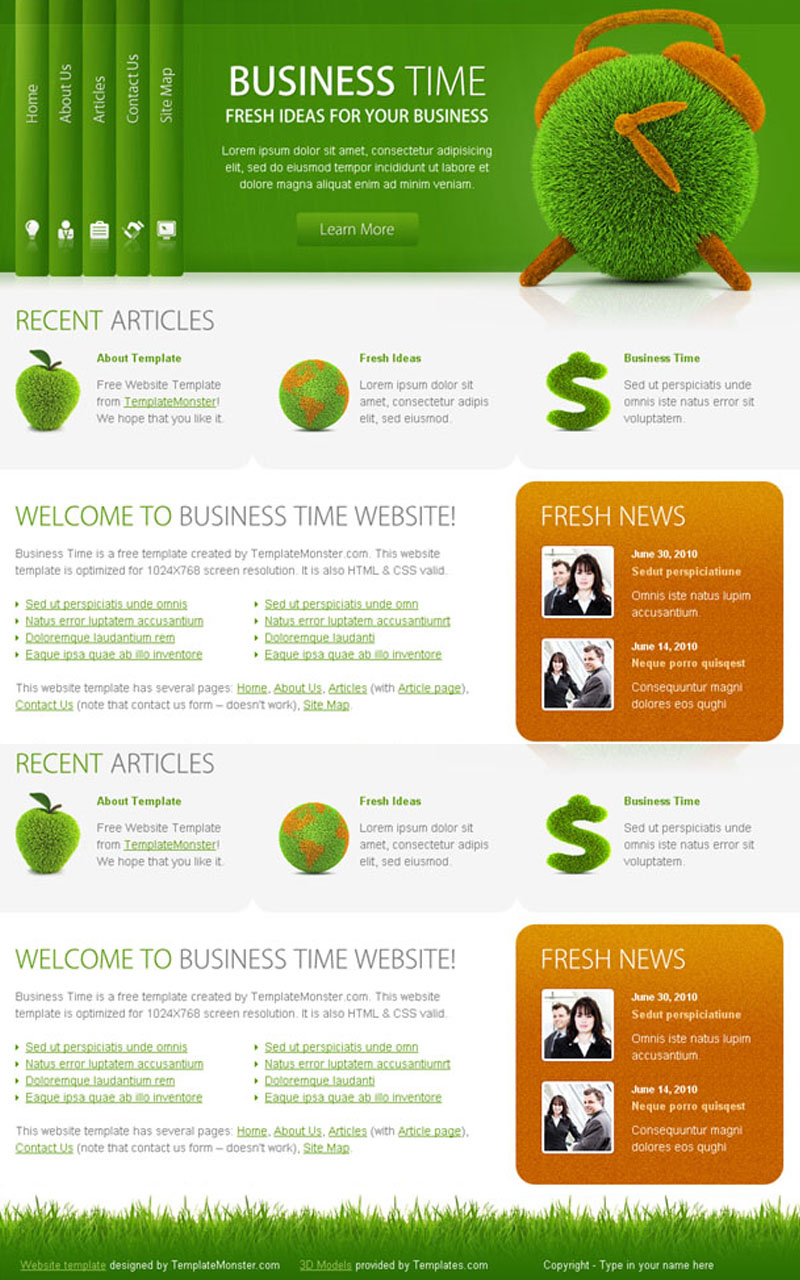 Home
About Us
Articles
Contact Us
Site Map
BUSINESS TIME
FRESH IDEAS FOR YOUR BUSINESS
Lorem ipsum dolor sit amet, consectetur adipisicing
elit, sed do eiusmod tempor incididunt ut labore et
dolore magna aliquat enim ad minim veniam.
Learn More
RECENT ARTICLES
About Template
Free Website Template
from TemplateMonster!
We hope that you like it.
Fresh Ideas
Lorem ipsum dolor sit
amet, consectetur adipis
elit, sed eiusmod.
Business Time
Sed ut perspiciatis unde
omnis iste natus error sit
voluptatem.
WELCOME TO BUSINESS TIME WEBSITE!
Business Time is a free template created by TemplateMonster.com. This website
template is optimized for 1024X768 screen resolution. It is also HTML & CSS valid.
Sed ut perspiciatis unde omnis
Natus error luptatem accusantium
Doloremque laudantium rem
Eaque ipsa quae ab illo inventore
Sed ut perspiciatis unde omn
Natus error luptatem accusantiumrt
Doloremque laudanti
Eaque ipsa quae ab illo inventore
This website template has several pages: Home, About Us, Articles (with Article page),
Contact Us (note that contact us form – doesn't work), Site Map.
FRESH NEWS
June 30, 2010
Sedut perspiciatiune
Omnis iste natus lupim
accusantium.
June 14, 2010
Neque porro quisqest
Consequuntur magni
dolores eos qughi
RECENT ARTICLES
About Template
Free Website Template
from TemplateMonster!
We hope that you like it.
Fresh Ideas
Lorem ipsum dolor sit
amet, consectetur adipis
elit, sed eiusmod.
Business Time
Sed ut perspiciatis unde
omnis iste natus error sit
voluptatem.
WELCOME TO BUSINESS TIME WEBSITE!
Business Time is a free template created by TemplateMonster.com. This website
template is optimized for 1024X768 screen resolution. It is also HTML & CSS valid.
Sed ut perspiciatis unde omnis
Natus error luptatem accusantium
Doloremque laudantium rem
Eaque ipsa quae ab illo inventore
Sed ut perspiciatis unde omn
Natus error luptatem accusantiumrt
Doloremque laudanti
Eaque ipsa quae ab illo inventore
This website template has several pages: Home, About Us, Articles (with Article page),
Contact Us (note that contact us form – doesn't work), Site Map.
FRESH NEWS
June 30, 2010
Sedut perspiciatiune
Omnis iste natus lupim
accusantium.
June 14, 2010
Neque porro quisqest
Consequuntur magni
dolores eos qughi
Website template designed by TemplateMonster.com
3D Models provided by Templates.com
Copyright - Type in your name here